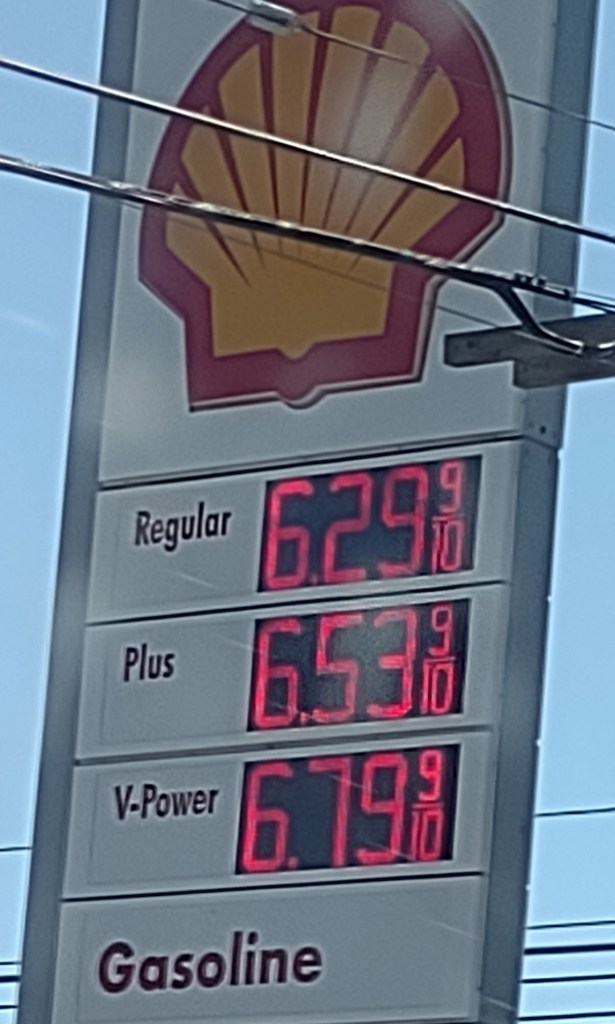 Regular 6.29 9/10
Plus 6.53 9/10
V-Power 6.79 9/10
Gasoline